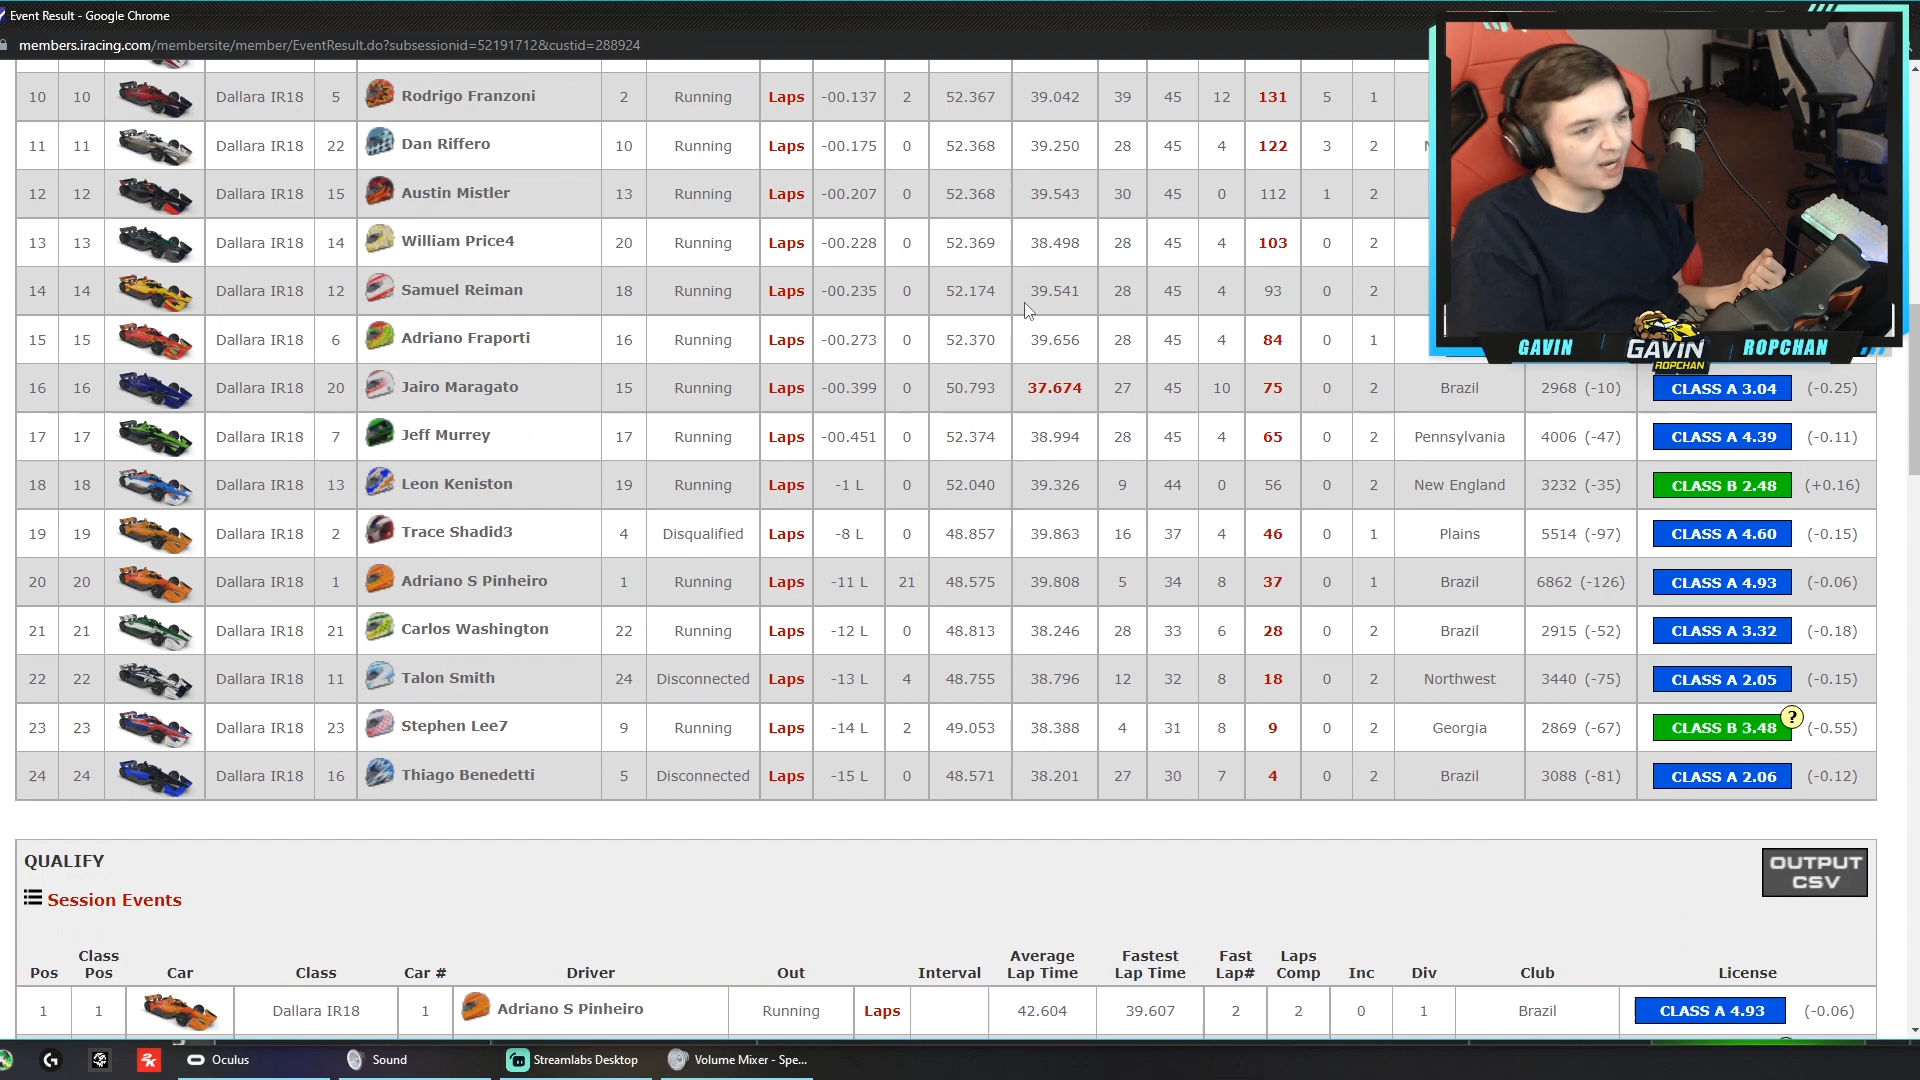 Event Result - Google Chrome
members.iracing.com/membersite/member/EventResult.do?subsessionid=52191712&custid=288924
10 10 Dallara IR18 5 Rodrigo Franzoni 2 Running Laps -00.137 2 52.367 39.042 39 45 12 131 5 1
11 11 Dallara IR18 22 Dan Riffero 10 Running Laps -00.175 0 52.368 39.250 28 45 4 122 3 2
12 12 Dallara IR18 15 Austin Mistler 13 Running Laps -00.207 0 52.368 39.543 30 45 0 112 1 2
13 13 Dallara IR18 14 William Price4 20 Running Laps -00.228 0 52.369 38.498 28 45 4 103 0 2
14 14 Dallara IR18 12 Samuel Reiman 18 Running Laps -00.235 0 52.174 39.541 28 45 4 93 0 2
15 15 Dallara IR18 6 Adriano Fraporti 16 Running Laps -00.273 0 52.370 39.656 28 45 4 84 0 1
GAVIN GAVIN ROPCHAN ROPCHAN
16 16 Dallara IR18 20 Jairo Maragato 15 Running Laps -00.399 0 50.793 37.674 27 45 10 75 0 2 Brazil 2968 (-10) CLASS A 3.04 (-0.25)
17 17 Dallara IR18 7 Jeff Murrey 17 Running Laps -00.451 0 52.374 38.994 28 45 4 65 0 2 Pennsylvania 4006 (-47) CLASS A 4.39 (-0.11)
18 18 Dallara IR18 13 Leon Keniston 19 Running Laps -1 L 0 52.040 39.326 9 44 0 56 0 2 New England 3232 (-35) CLASS B 2.48 (+0.16)
19 19 Dallara IR18 2 Trace Shadid3 4 Disqualified Laps -8 L 0 48.857 39.863 16 37 4 46 0 1 Plains 5514 (-97) CLASS A 4.60 (-0.15)
20 20 Dallara IR18 1 Adriano S Pinheiro 1 Running Laps -11 L 21 48.575 39.808 5 34 8 37 0 1 Brazil 6862 (-126) CLASS A 4.93 (-0.06)
21 21 Dallara IR18 21 Carlos Washington 22 Running Laps -12 L 0 48.813 38.246 28 33 6 28 0 2 Brazil 2915 (-52) CLASS A 3.32 (-0.18)
22 22 Dallara IR18 11 Talon Smith 24 Disconnected Laps -13 L 4 48.755 38.796 12 32 8 18 0 2 Northwest 3440 (-75) CLASS A 2.05 (-0.15)
23 23 Dallara IR18 23 Stephen Lee7 9 Running Laps -14 L 2 49.053 38.388 4 31 8 9 0 2 Georgia 2869 (-67) CLASS B 3.48 ? (-0.55)
24 24 Dallara IR18 16 Thiago Benedetti 5 Disconnected Laps -15 L 0 48.571 38.201 27 30 7 4 0 2 Brazil 3088 (-81) CLASS A 2.06 (-0.12)
QUALIFY
OUTPUT CSV
Session Events
Pos Class Pos Car Class Car # Driver Out Interval Average Lap Time Fastest Lap Time Fast Lap# Laps Comp Inc Div Club License
1 1 Dallara IR18 1 Adriano S Pinheiro Running Laps 42.604 39.607 2 2 0 1 Brazil CLASS A 4.93 (-0.06)
2K Oculus Sound Streamlabs Desktop Volume Mixer - Spe...